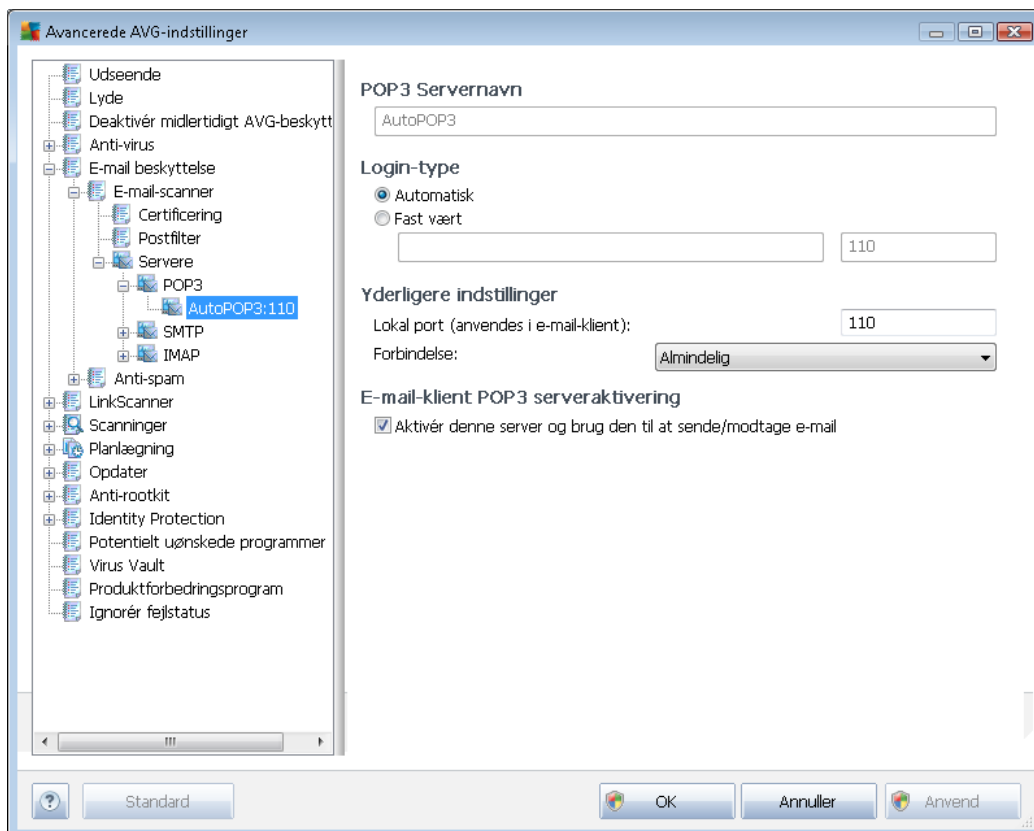 Avancerede AVG-indstillinger
Udseende
Lyde
Deaktivér midlertidigt AVG-beskytt
Anti-virus
E-mail beskyttelse
E-mail-scanner
Certificering
Postfilter
Servere
POP3
AutoPOP3:110
SMTP
IMAP
Anti-spam
LinkScanner
Scanninger
Planlægning
Opdater
Anti-rootkit
Identity Protection
Potentielt uønskede programmer
Virus Vault
Produktforbedringsprogram
Ignorér fejlstatus
POP3 Servernavn
AutoPOP3
Login-type
Automatisk
Fast vært
110
Yderligere indstillinger
Lokal port (anvendes i e-mail-klient): 110
Forbindelse: Almindelig
E-mail-klient POP3 serveraktivering
Aktivér denne server og brug den til at sende/modtage e-mail
? Standard OK Annuller Anvend